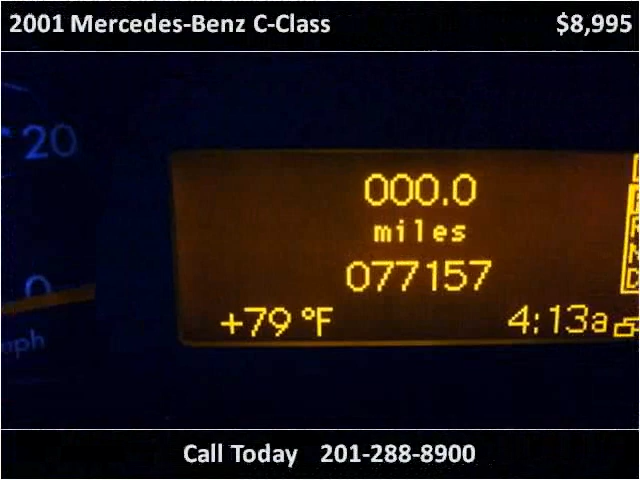 2001 Mercedes-Benz C-Class $8,995
20
000.0
miles
077157
0
+79 °F 4:13a
mph
P
R
N
D
Call Today 201-288-8900